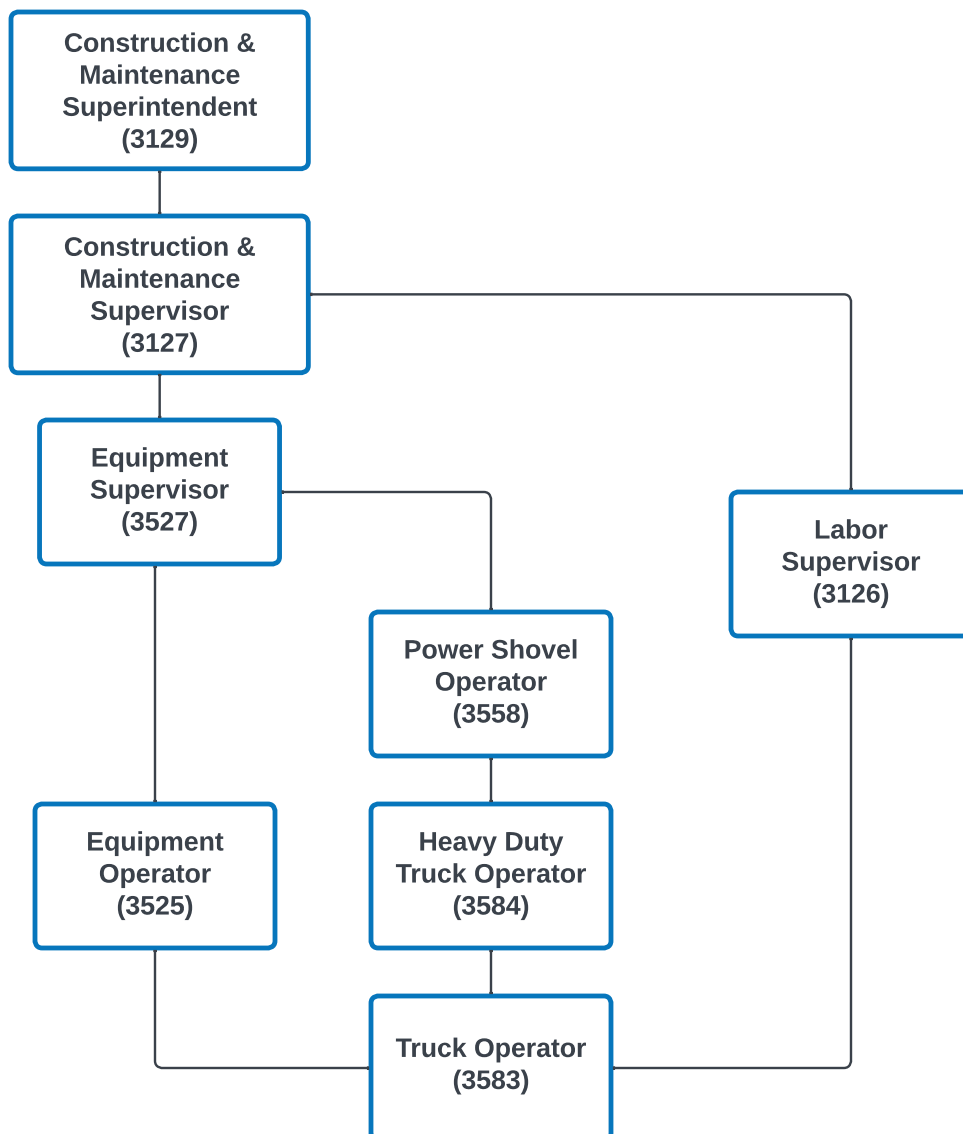 Construction &
Maintenance
Superintendent
(3129)
Construction &
Maintenance
Supervisor
(3127)
Equipment
Supervisor
(3527)
Labor
Supervisor
(3126)
Power Shovel
Operator
(3558)
Equipment
Operator
(3525)
Heavy Duty
Truck Operator
(3584)
Truck Operator
(3583)